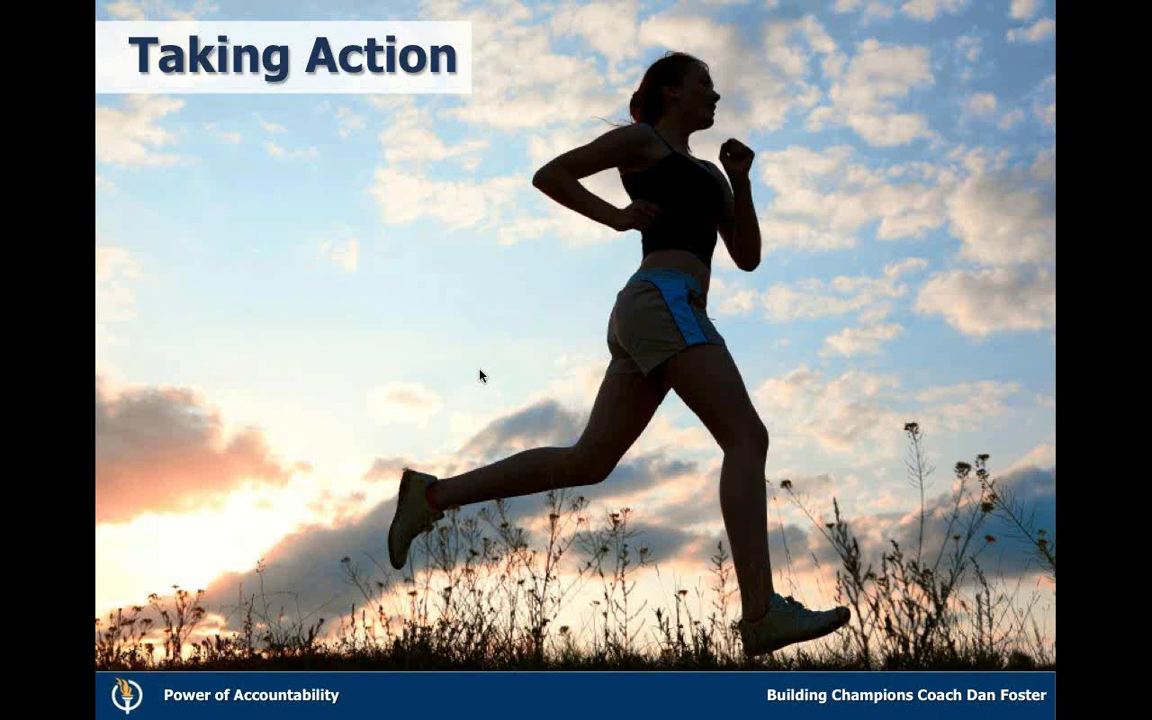 Taking Action
Power of Accountability
Building Champions Coach Dan Foster